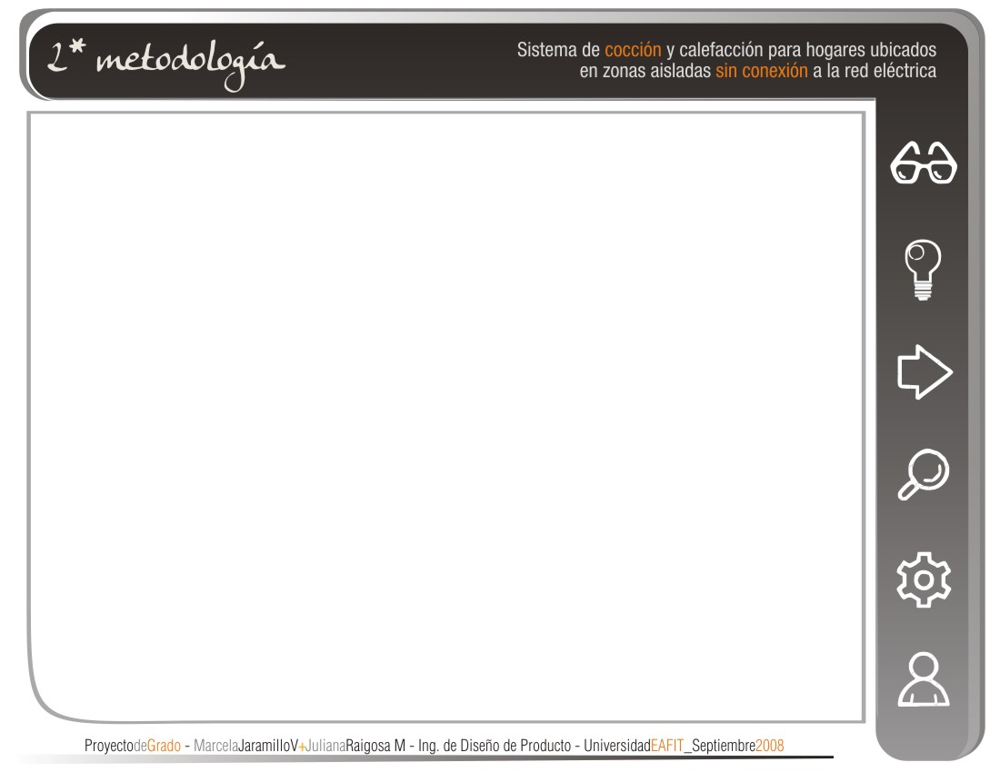 2* metodología
Sistema de cocción y calefacción para hogares ubicados
en zonas aisladas sin conexión a la red eléctrica
ProyectodeGrado - MarcelaJaramilloV+JulianaRaigosa M - Ing. de Diseño de Producto - UniversidadEAFIT_Septiembre2008